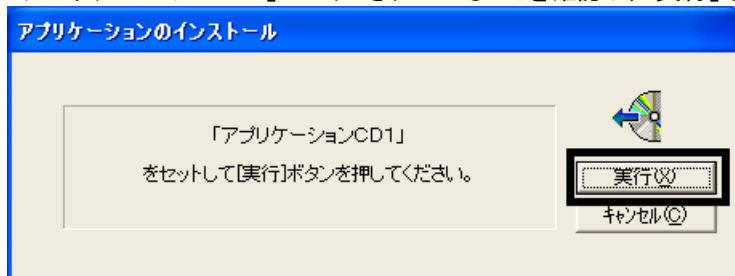 アプリケーションのインストール
「アプリケーションCD1」
をセットして[実行]ボタンを押してください。
実行(X)
キャンセル(C)